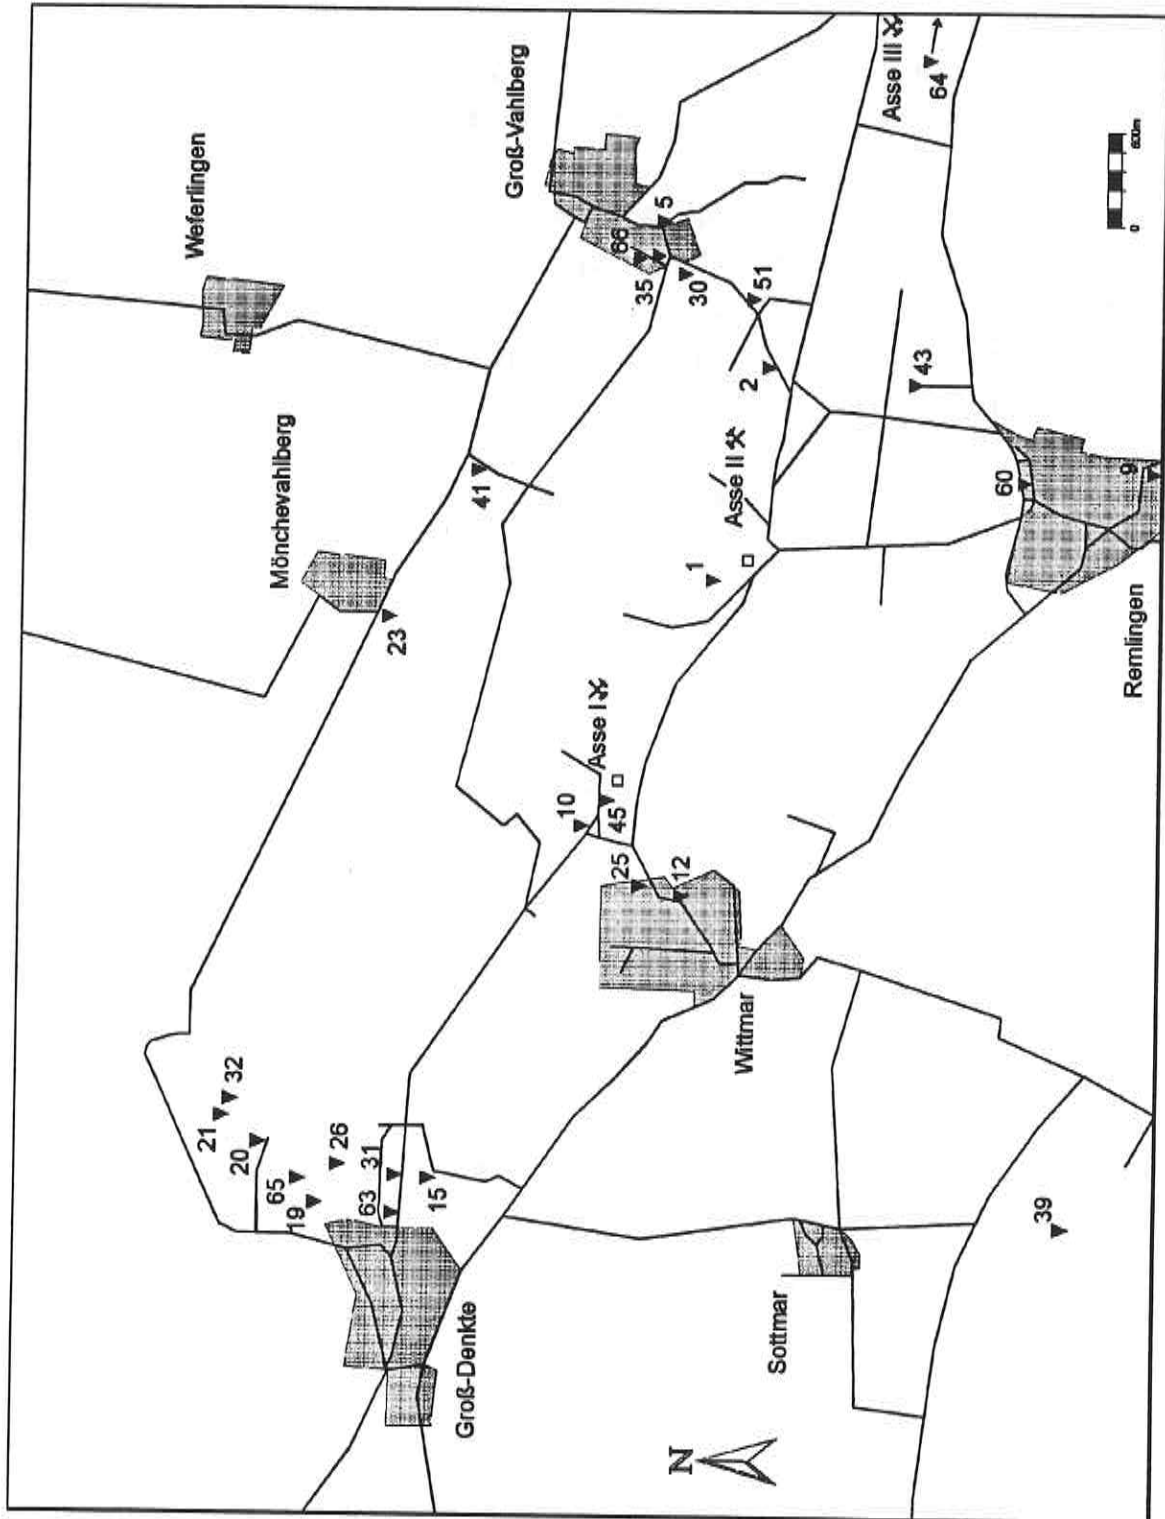 Weferlingen
21
32
20
65
Mönchevahlberg
19
26
63
31
23
15
Groß-Denkte
41
Groß-Vahlberg
10
Asse I
45
66
25
35
5
N
12
1
30
Asse II
Wittmar
2
51
Sottmar
Asse III
43
64
60
39
Remlingen
9
0 600m